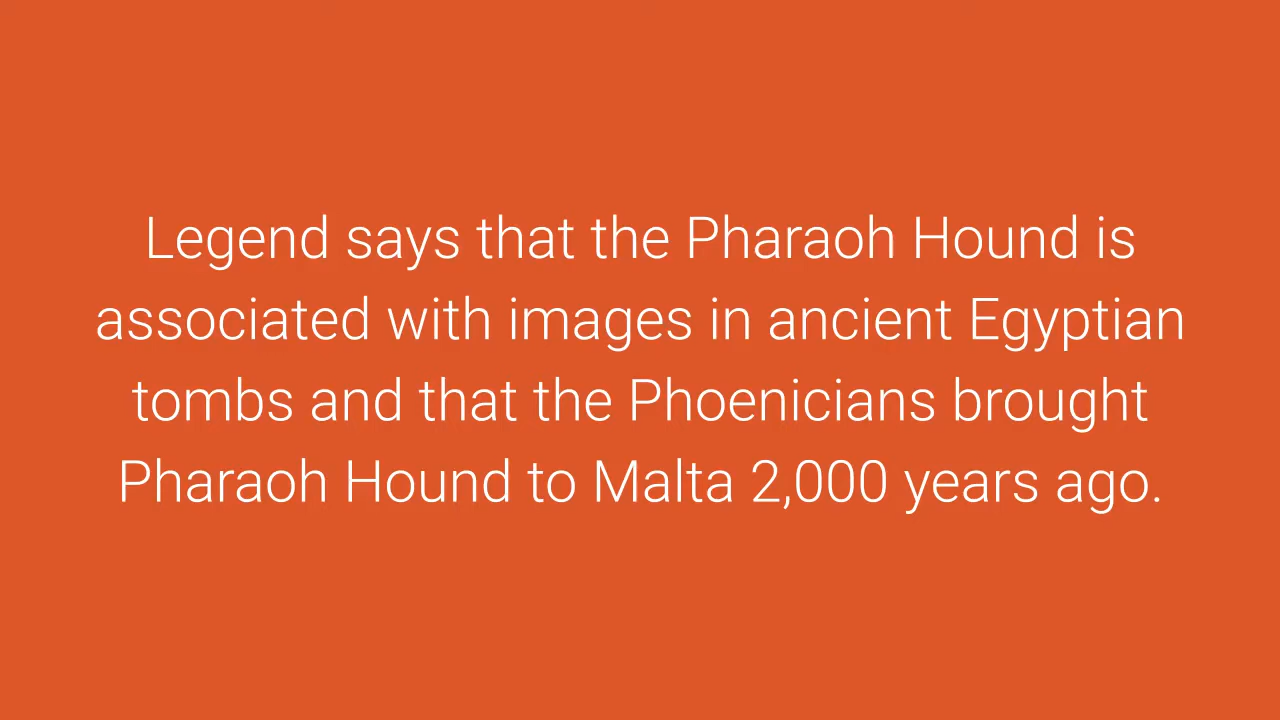 Legend says that the Pharaoh Hound is
associated with images in ancient Egyptian
tombs and that the Phoenicians brought
Pharaoh Hound to Malta 2,000 years ago.